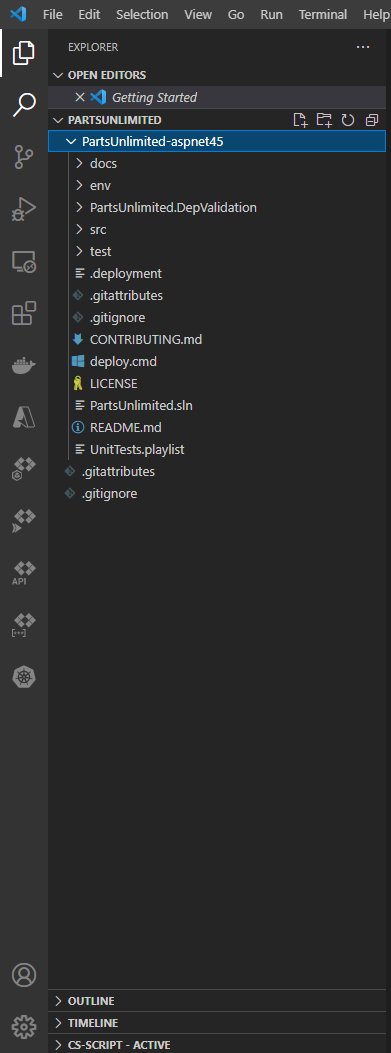 File Edit Selection View Go Run Terminal Help
EXPLORER
OPEN EDITORS
Getting Started
PARTSUNLIMITED
PartsUnlimited-aspnet45
docs
env
PartsUnlimited.DepValidation
src
test
.deployment
.gitattributes
.gitignore
CONTRIBUTING.md
deploy.cmd
LICENSE
PartsUnlimited.sln
README.md
UnitTests.playlist
.gitattributes
.gitignore
API
OUTLINE
TIMELINE
CS-SCRIPT - ACTIVE